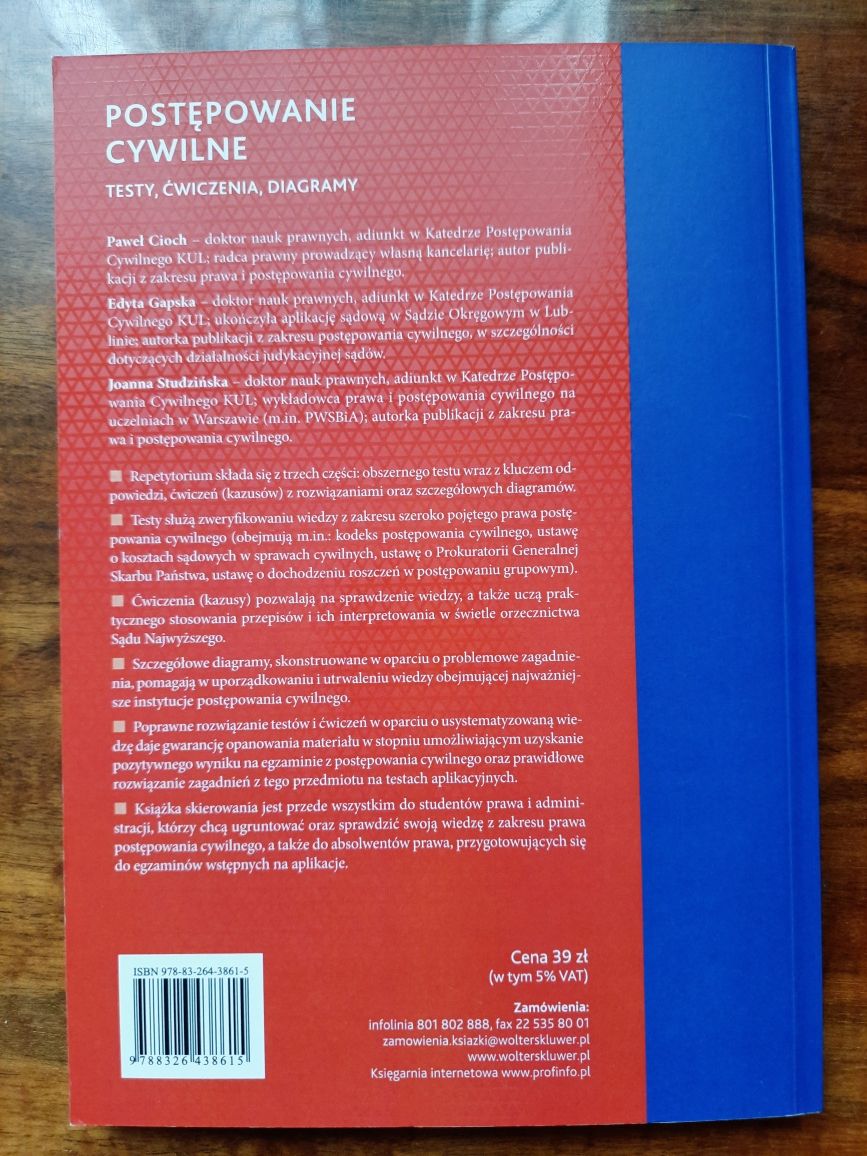 POSTĘPOWANIE
CYWILNE
TESTY, ĆWICZENIA, DIAGRAMY
Paweł Cioch – doktor nauk prawnych, adiunkt w Katedrze Postępowania
Cywilnego KUL; radca prawny prowadzący własną kancelarię; autor publi-
kacji z zakresu prawa i postępowania cywilnego.
Edyta Gapska – doktor nauk prawnych, adiunkt w Katedrze Postępowania
Cywilnego KUL; ukończyła aplikację sądową w Sądzie Okręgowym w Lub-
linie; autorka publikacji z zakresu postępowania cywilnego, w szczególności
dotyczących działalności judykacyjnej sądów.
Joanna Studzińska – doktor nauk prawnych, adiunkt w Katedrze Postępo-
wania Cywilnego KUL; wykładowca prawa i postępowania cywilnego na
uczelniach w Warszawie (m.in. PWSBiA); autorka publikacji z zakresu pra-
wa i postępowania cywilnego.
■ Repetytorium składa się z trzech części: obszernego testu wraz z kluczem od-
powiedzi, ćwiczeń (kazusów) z rozwiązaniami oraz szczegółowych diagramów.
■ Testy służą zweryfikowaniu wiedzy z zakresu szeroko pojętego prawa postę-
powania cywilnego (obejmują m.in.: kodeks postępowania cywilnego, ustawę
o kosztach sądowych w sprawach cywilnych, ustawę o Prokuratorii Generalnej
Skarbu Państwa, ustawę o dochodzeniu roszczeń w postępowaniu grupowym).
■ Ćwiczenia (kazusy) pozwalają na sprawdzenie wiedzy, a także uczą prak-
tycznego stosowania przepisów i ich interpretowania w świetle orzecznictwa
Sądu Najwyższego.
■ Szczegółowe diagramy, skonstruowane w oparciu o problemowe zagadnie-
nia, pomagają w uporządkowaniu i utrwaleniu wiedzy obejmującej najważniej-
sze instytucje postępowania cywilnego.
■ Poprawne rozwiązanie testów i ćwiczeń w oparciu o usystematyzowaną wie-
dzę daje gwarancję opanowania materiału w stopniu umożliwiającym uzyskanie
pozytywnego wyniku na egzaminie z postępowania cywilnego oraz prawidłowe
rozwiązanie zagadnień z tego przedmiotu na testach aplikacyjnych.
■ Książka skierowania jest przede wszystkim do studentów prawa i admini-
stracji, którzy chcą ugruntować oraz sprawdzić swoją wiedzę z zakresu prawa
postępowania cywilnego, a także do absolwentów prawa, przygotowujących się
do egzaminów wstępnych na aplikacje.
ISBN 978-83-264-3861-5
9 788326 438615
Cena 39 zł
(w tym 5% VAT)
Zamówienia:
infolinia 801 802 888, fax 22 535 80 01
zamowienia.ksiazki@wolterskluwer.pl
www.wolterskluwer.pl
Księgarnia internetowa www.profinfo.pl